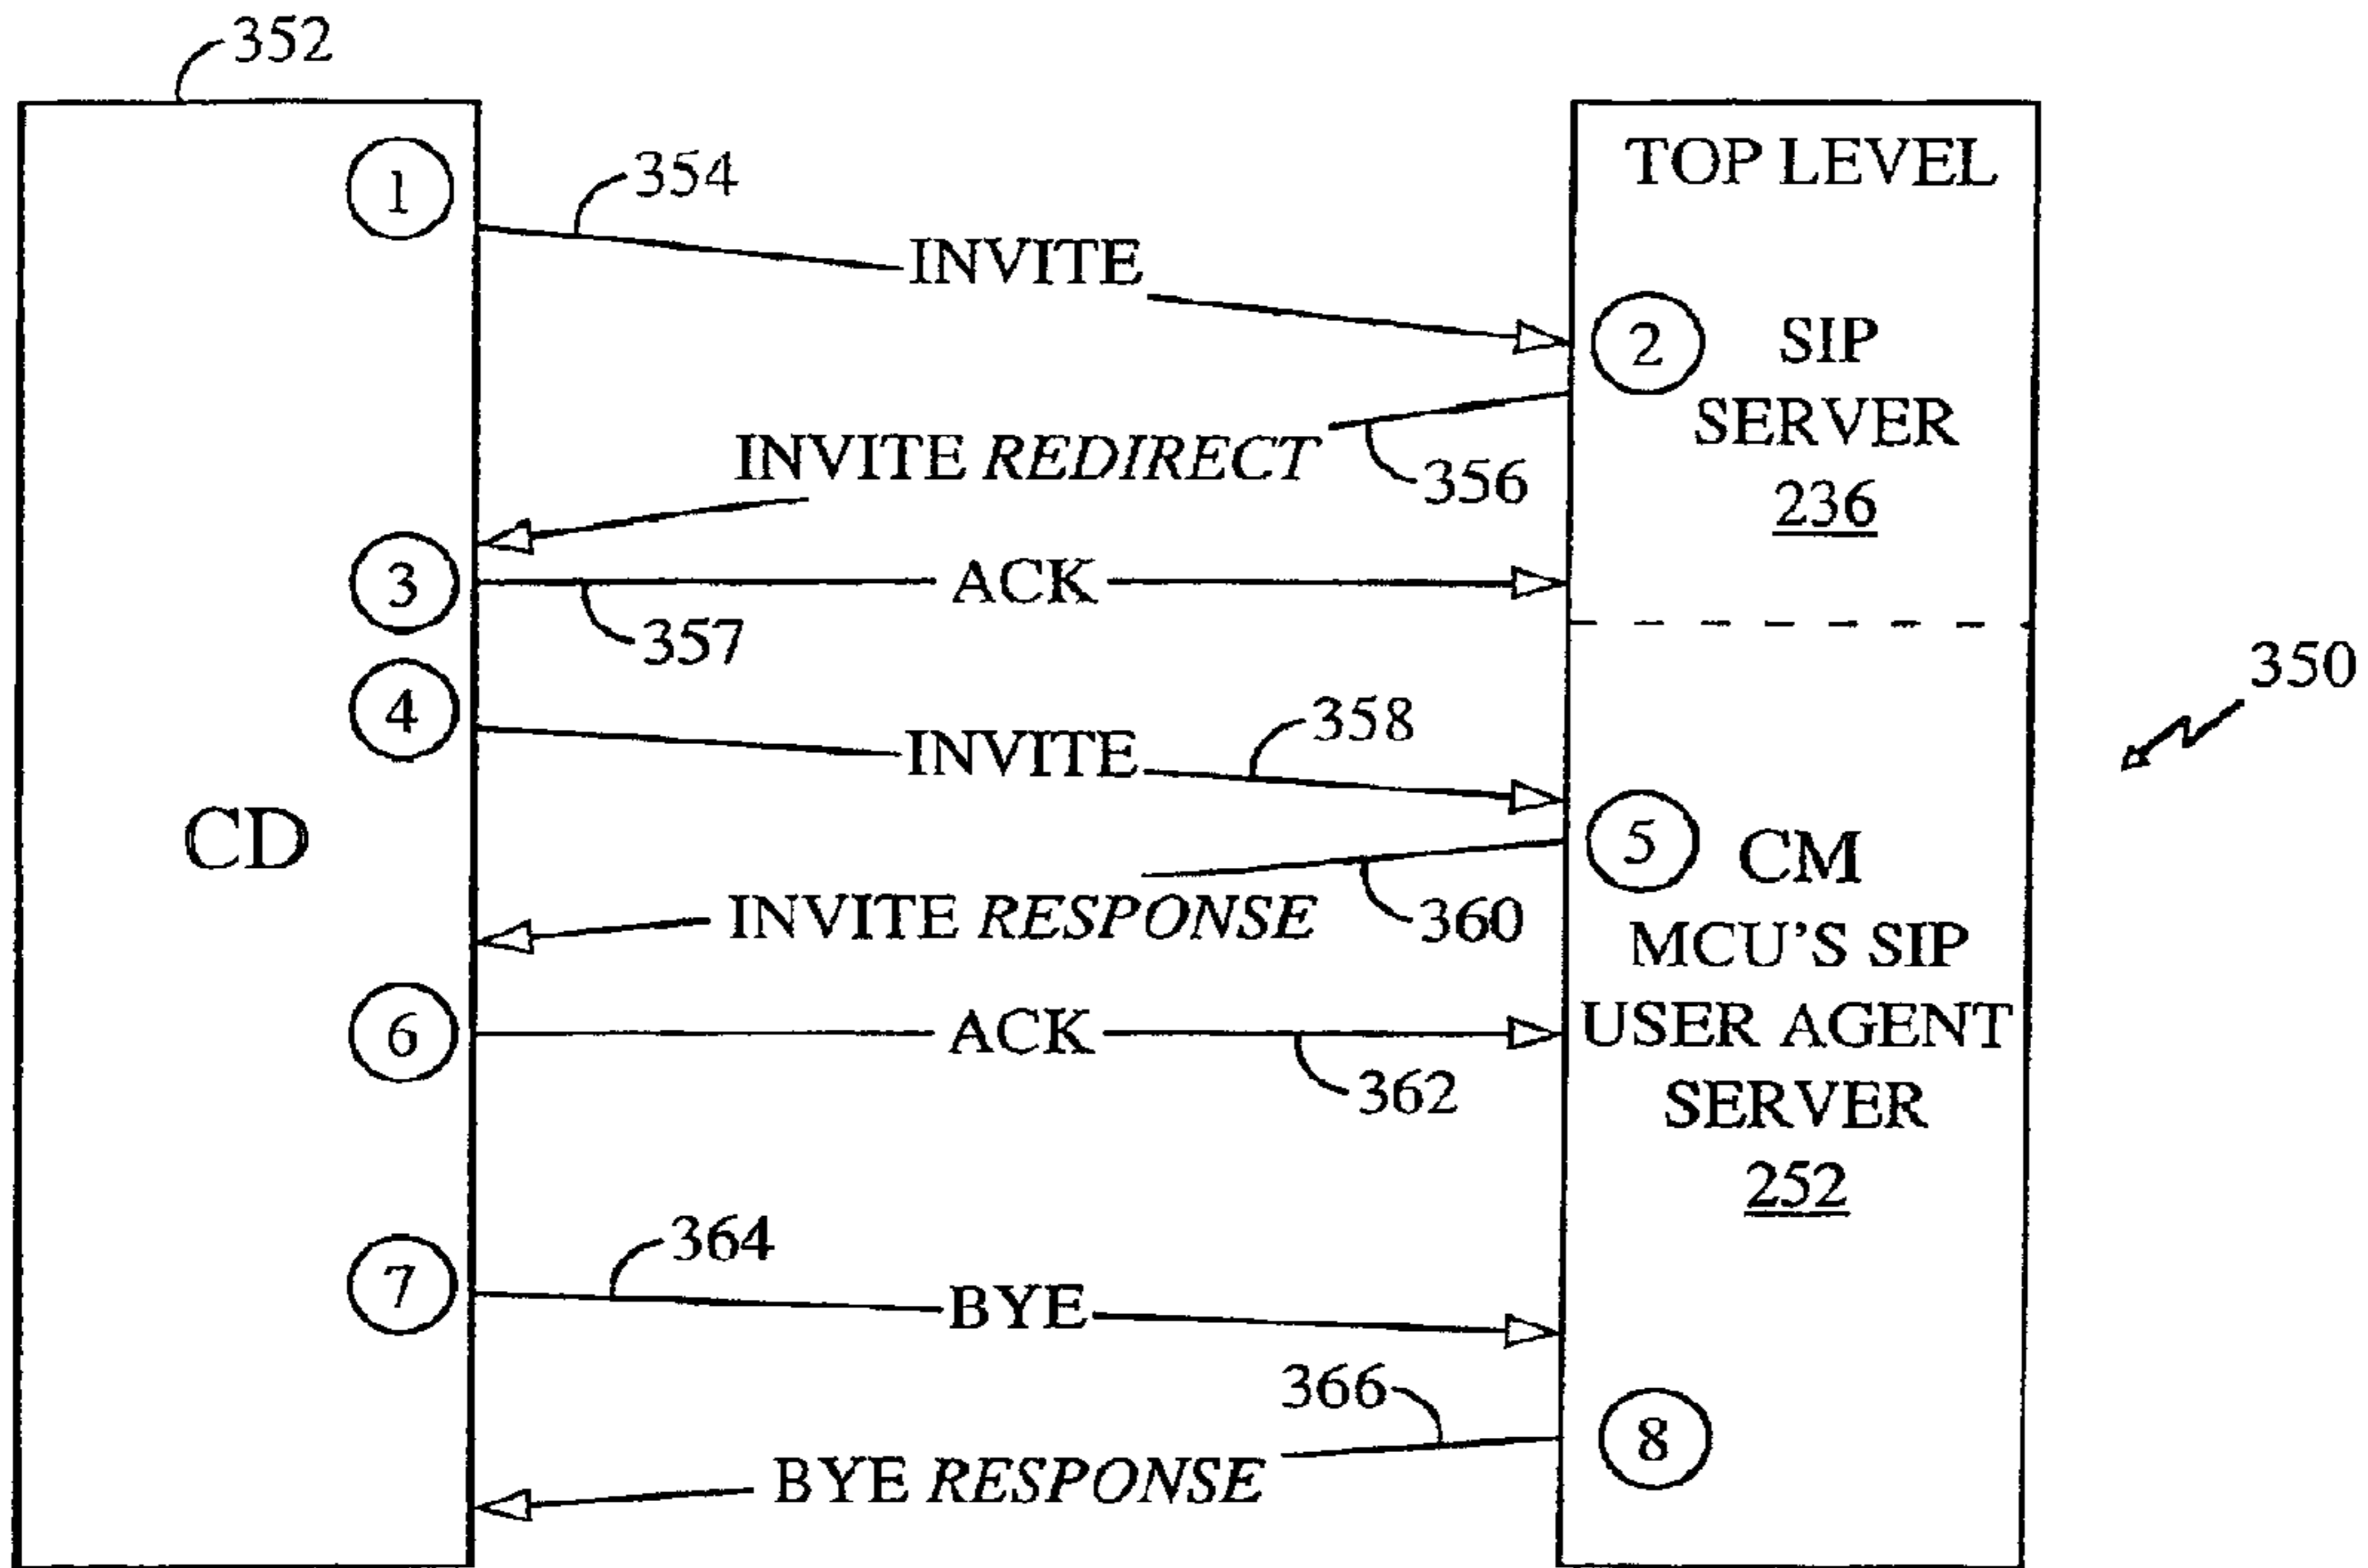 352
1
354
TOP LEVEL
INVITE
2
SIP
SERVER
236
INVITE REDIRECT
356
3
ACK
357
350
4
358
INVITE
CD
5
CM
MCU'S SIP
USER AGENT
SERVER
252
INVITE RESPONSE
360
6
ACK
362
7
364
BYE
366
8
BYE RESPONSE